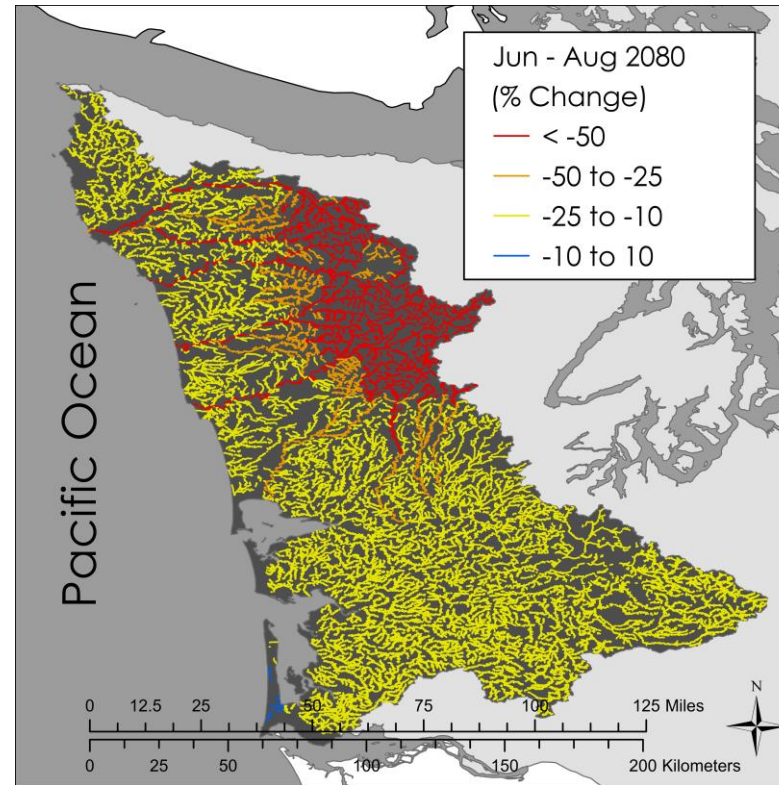 Jun - Aug 2080
(% Change)
< -50
-50 to -25
-25 to -10
-10 to 10
Pacific Ocean
0 12.5 25 50 75 100 125 Miles
N
0 25 50 100 150 200 Kilometers